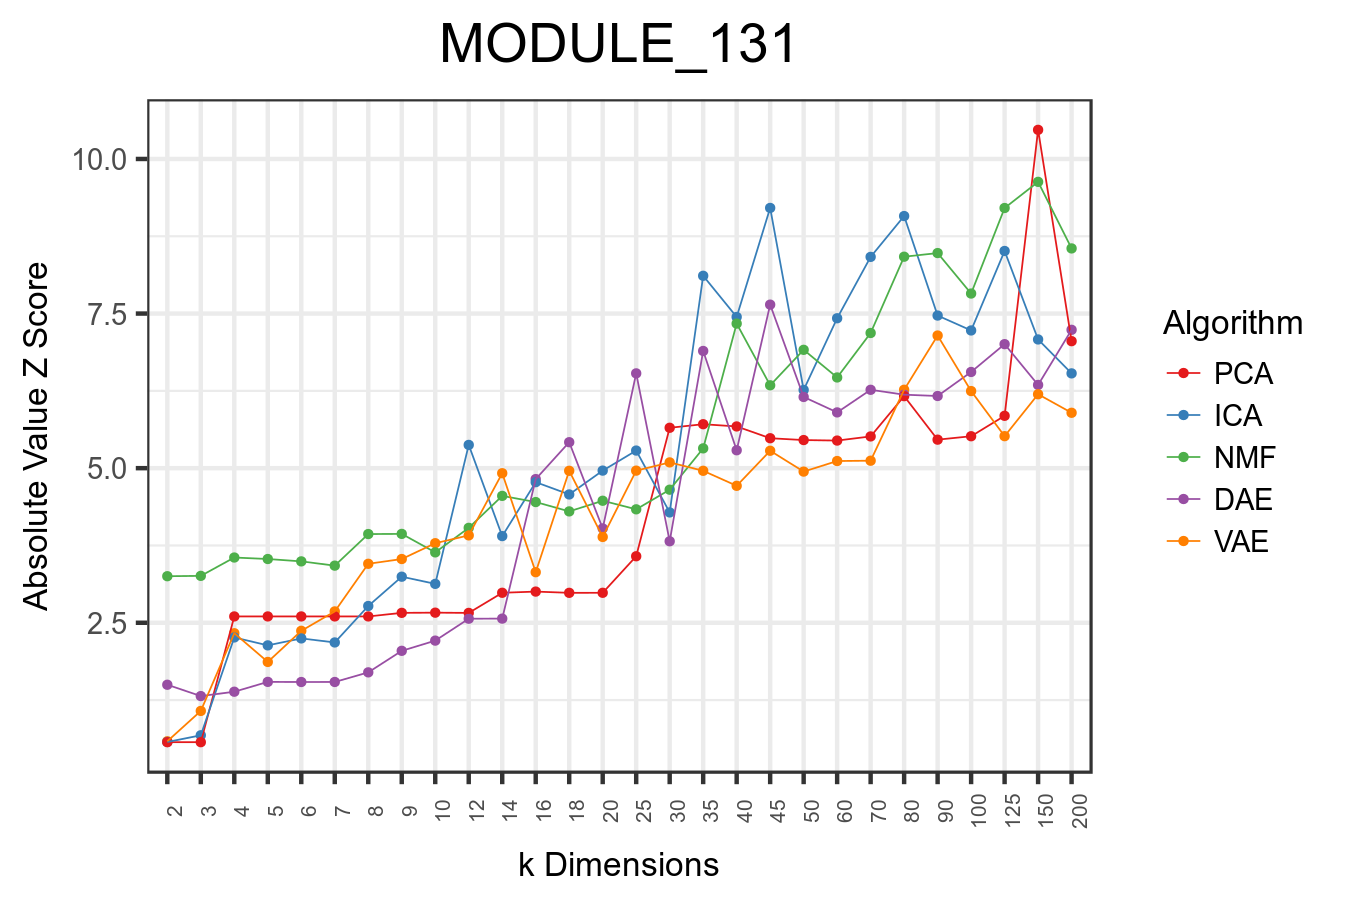 MODULE_131
Absolute Value Z Score
10.0
7.5
5.0
2.5
2 3 4 5 6 7 8 9 10 12 14 16 18 20 25 30 35 40 45 50 60 70 80 90 100 125 150 200
k Dimensions
Algorithm
PCA
ICA
NMF
DAE
VAE